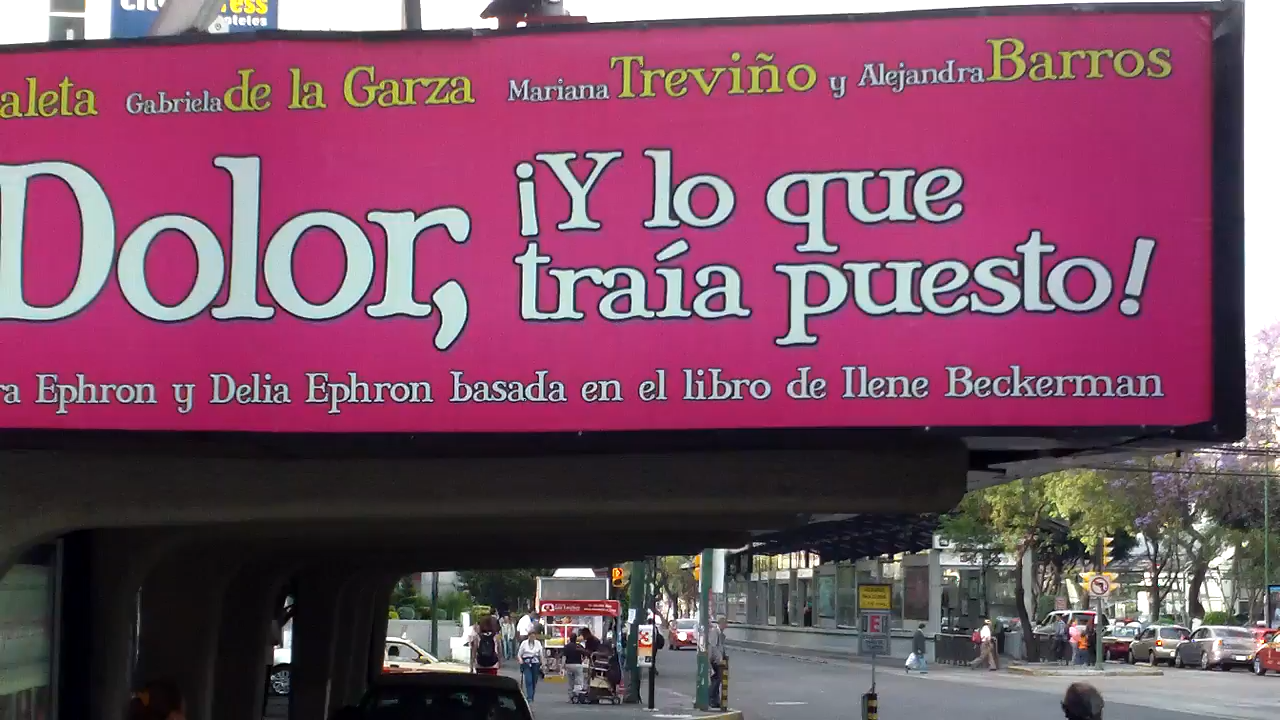 aleta Gabriela de la Garza Mariana Treviño y Alejandra Barros
Dolor, ¡Y lo que
traía puesto!
ra Ephron y Delia Ephron basada en el libro de Ilene Beckerman
E